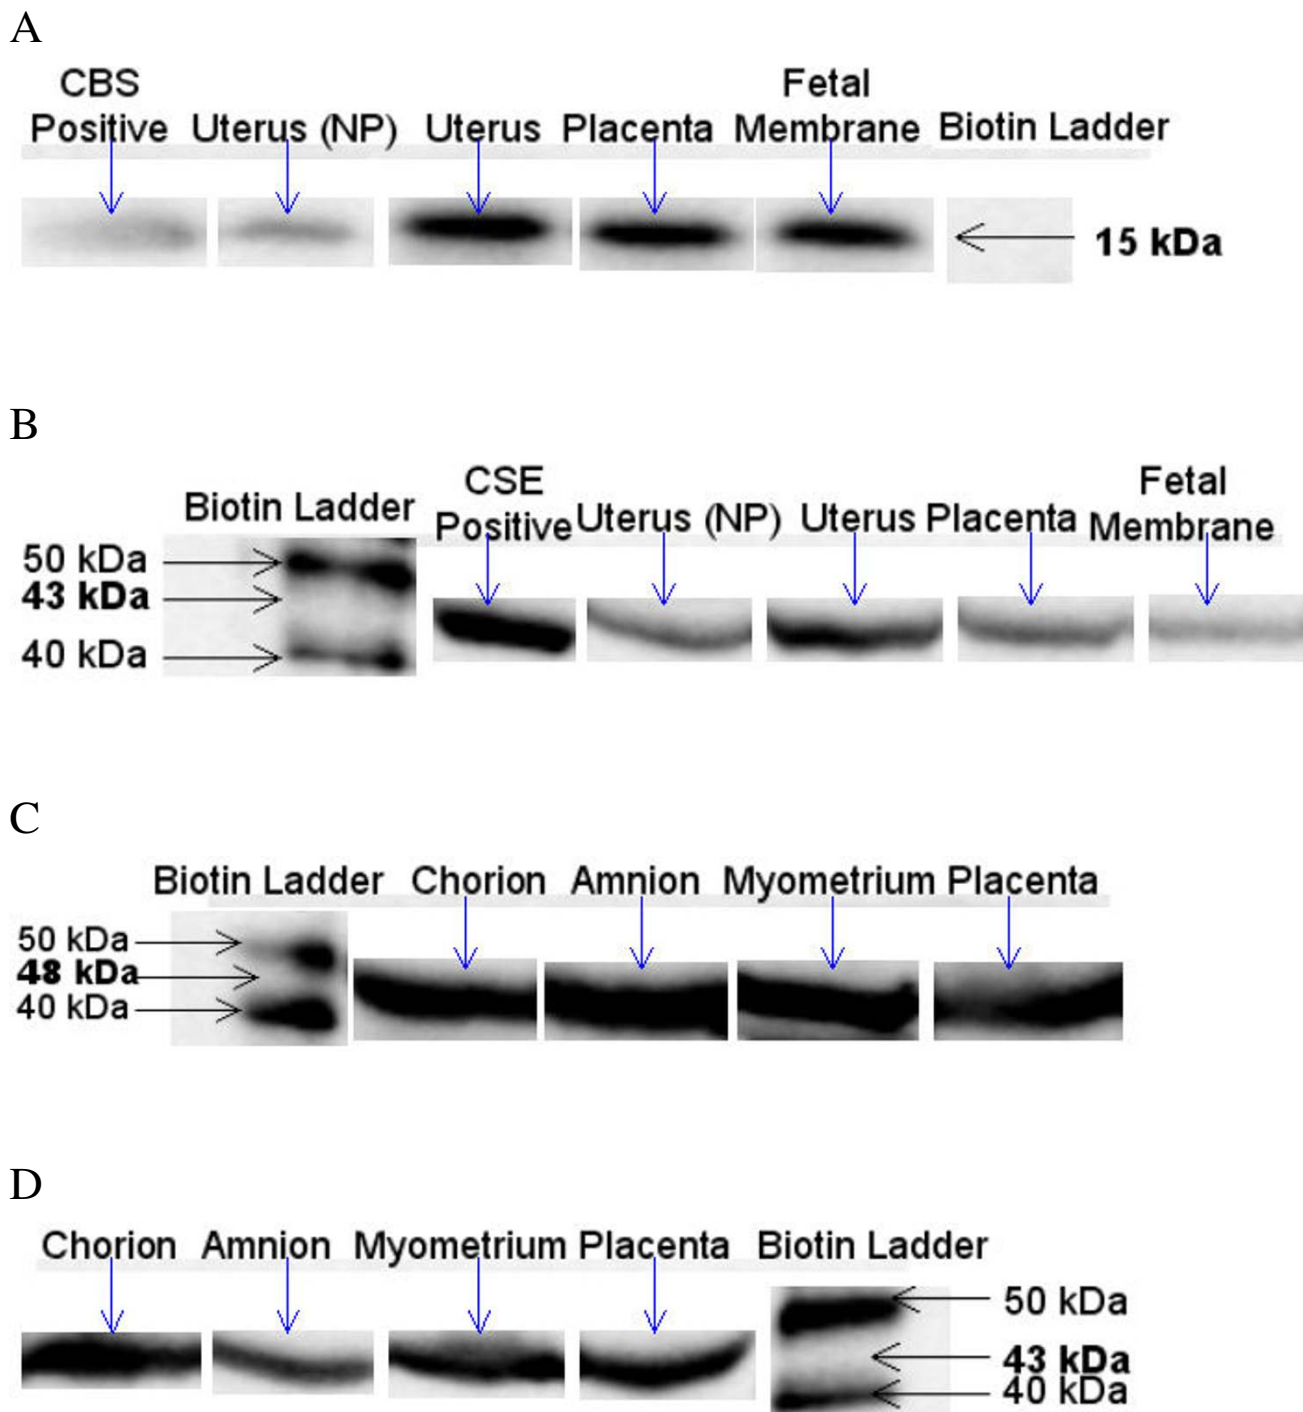 A
CBS
Positive Uterus (NP) Uterus Placenta Fetal Membrane Biotin Ladder
15 kDa
B
Biotin Ladder CSE Positive Uterus (NP) Uterus Placenta Fetal Membrane
50 kDa
43 kDa
40 kDa
C
Biotin Ladder Chorion Amnion Myometrium Placenta
50 kDa
48 kDa
40 kDa
D
Chorion Amnion Myometrium Placenta Biotin Ladder
50 kDa
43 kDa
40 kDa